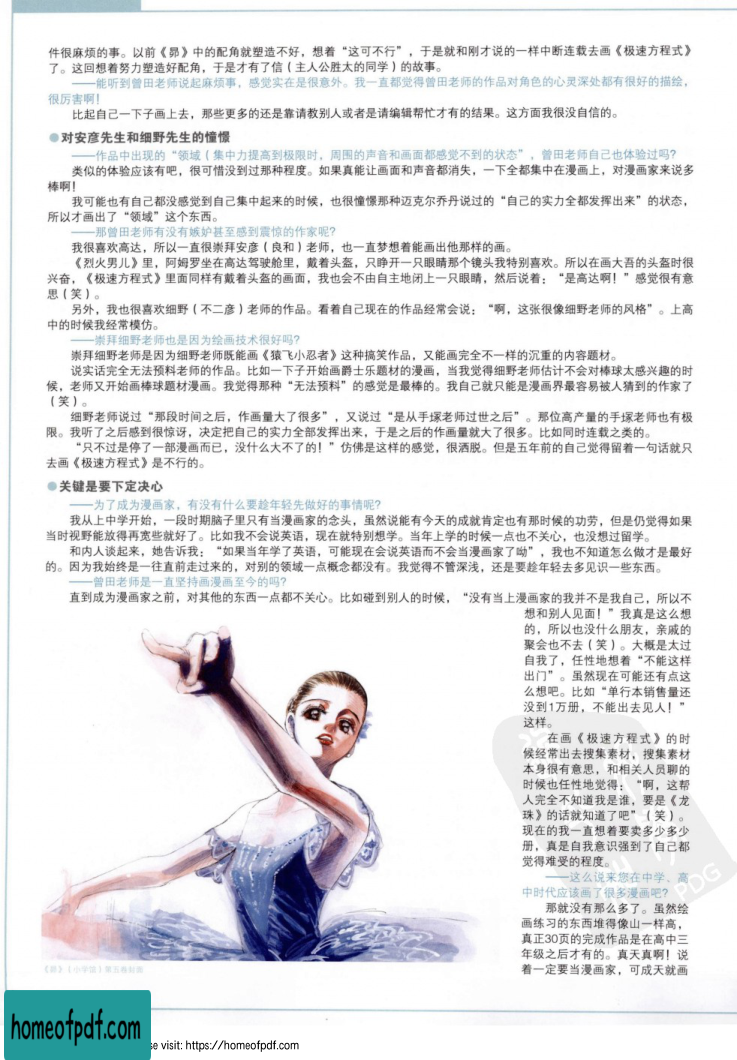 件很麻烦的事。以前《昴》中的配角就塑造不好，想着“这可不行”，于是就和刚才说的一样中断连载去画《极速方程式》
了。这回想着努力塑造好配角，于是才有了信（主人公胜太的同学）的故事。
——能听到曾田老师说起麻烦事，感觉实在是很意外。我一直都觉得曾田老师的作品对角色的心灵深处都有很好的描绘，
很厉害啊！
比起自己一下子画上去，那些更多的还是靠请教别人或者是请编辑帮忙才有的结果。这方面我很没自信的。
●对安彦先生和细野先生的憧憬
——作品中出现的“领域（集中力提高到极限时，周围的声音和画面都感觉不到的状态”，曾田老师自己也体验过吗？
类似的体验应该有吧，很可惜没到过那种程度。如果真能让画面和声音都消失，一下全都集中在漫画上，对漫画家来说多
棒啊！
我可能也有自己都没感觉到自己集中起来的时候，也很憧憬那种迈克尔乔丹说过的“自己的实力全都发挥出来”的状态，
所以才画出了“领域”这个东西。
——那曾田老师有没有嫉妒甚至感到震惊的作家呢？
我很喜欢高达，所以一直很崇拜安彦（良和）老师，也一直梦想着能画出他那样的画。
《烈火男儿》里，阿姆罗坐在高达驾驶舱里，戴着头盔，只睁开一只眼睛那个镜头我特别喜欢。所以在画大吾的头盔时很
兴奋，《极速方程式》里面同样有戴着头盔的画面，我也会不由自主地闭上一只眼睛，然后说着：“是高达啊！”感觉很有意
思（笑）。
另外，我也很喜欢细野（不二彦）老师的作品。看着自己现在的作品经常会说：“啊，这张很像细野老师的风格”。上高
中的时候我经常模仿。
——崇拜细野老师也是因为绘画技术很好吗？
崇拜细野老师是因为细野老师既能画《猿飞小忍者》这种搞笑作品，又能画完全不一样的沉重的内容题材。
说实话完全无法预料老师的作品。比如一下子开始画爵士乐题材的漫画，当我觉得细野老师估计不会对棒球太感兴趣的时
候，老师又开始画棒球题材漫画。我觉得那种“无法预料”的感觉是最棒的。我自己就只能是漫画界最容易被人猜到的作家了
（笑）。
细野老师说过“那段时间之后，作画量大了很多”，又说过“是从手塚老师过世之后”。那位高产量的手塚老师也有极
限。我听了之后感到很惊讶，决定把自己的实力全部发挥出来，于是之后的作画量就大了很多。比如同时连载之类的。
“只不过是停了一部漫画而已，没什么大不了的！”仿佛是这样的感觉，很洒脱。但是五年前的自己觉得留着一句话就只
去画《极速方程式》是不行的。
●关键是要下定决心
——为了成为漫画家，有没有什么要趁年轻先做好的事情呢？
我从上中学开始，一段时期脑子里只有当漫画家的念头，虽然说能有今天的成就肯定也有那时候的功劳，但是仍觉得如果
当时视野能放得再宽些就好了。比如我不会说英语，现在就特别想学。当年上学的时候一点也不关心，也没想过留学。
和内人谈起来，她告诉我：“如果当年学了英语，可能现在会说英语而不会当漫画家了呦”，我也不知道怎么做才是最好
的。因为我始终是一往直前走过来的，对别的领域一点概念都没有。我觉得不管深浅，还是要趁年轻去多见识一些东西。
——曾田老师是一直坚持画漫画至今的吗？
直到成为漫画家之前，对其他的东西一点都不关心。比如碰到别人的时候，“没有当上漫画家的我并不是我自己，所以不
想和别人见面！”我真是这么想
的，所以也没什么朋友，亲戚的
聚会也不去（笑）。大概是太过
自我了，任性地想着“不能这样
出门”。虽然现在可能还有点这
么想吧。比如“单行本销售量还
没到1万册，不能出去见人！”
这样。
在画《极速方程式》的时
候经常出去搜集素材，搜集素材
本身很有意思，和相关人员聊的
时候也任性地觉得：“啊，这帮
人完全不知道我是谁，要是《龙
珠》的话就知道了吧”（笑）。
现在的我一直想着要卖多少多少
册，真是自我意识强到了自己都
觉得难受的程度。
——这么说来您在中学、高
中时代应该画了很多漫画吧？
那就没有那么多了。虽然绘
画练习的东西堆得像山一样高，
真正30页的完成作品是在高中三
年级之后才有的。真天真啊！说
着一定要当漫画家，可成天就画
《昴》（小学馆）第五卷封面
PDG
homeofpdf.com
se visit: https://homeofpdf.com